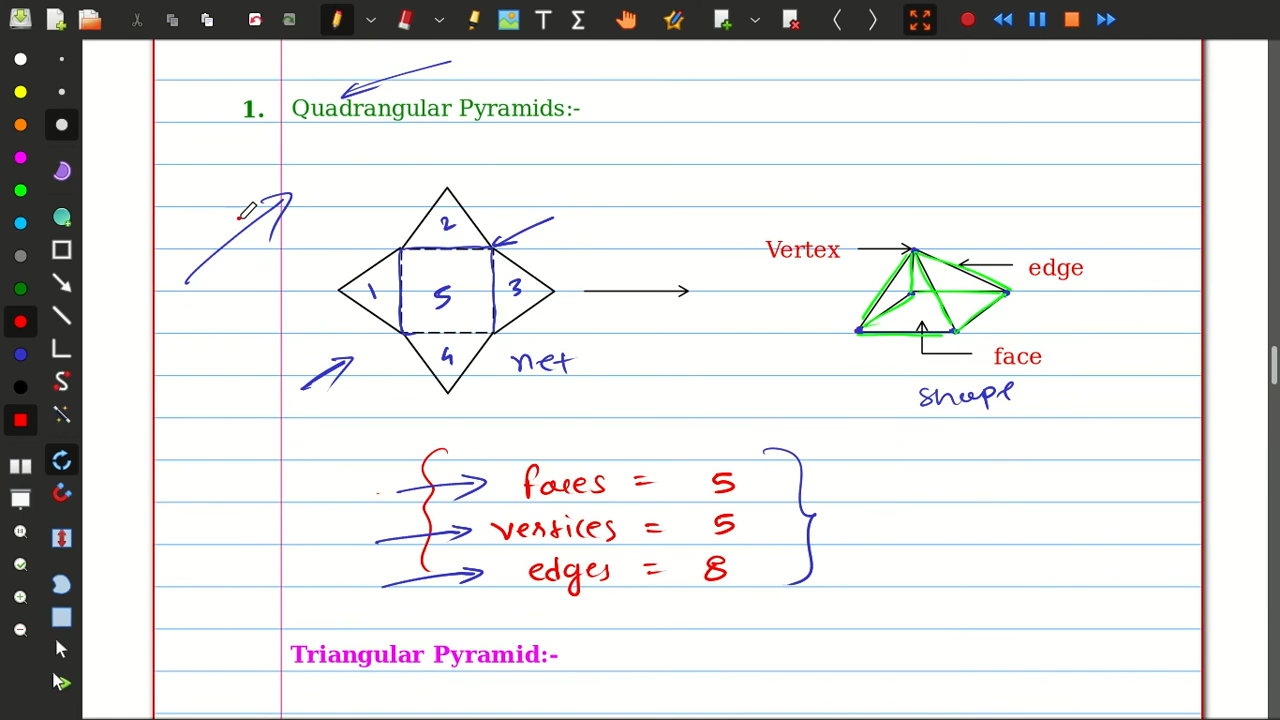 1. Quadrangular Pyramids:-
2
Vertex
edge
1 5 3
4 net
face
shape
faces = 5
vertices = 5
edges = 8
Triangular Pyramid:-